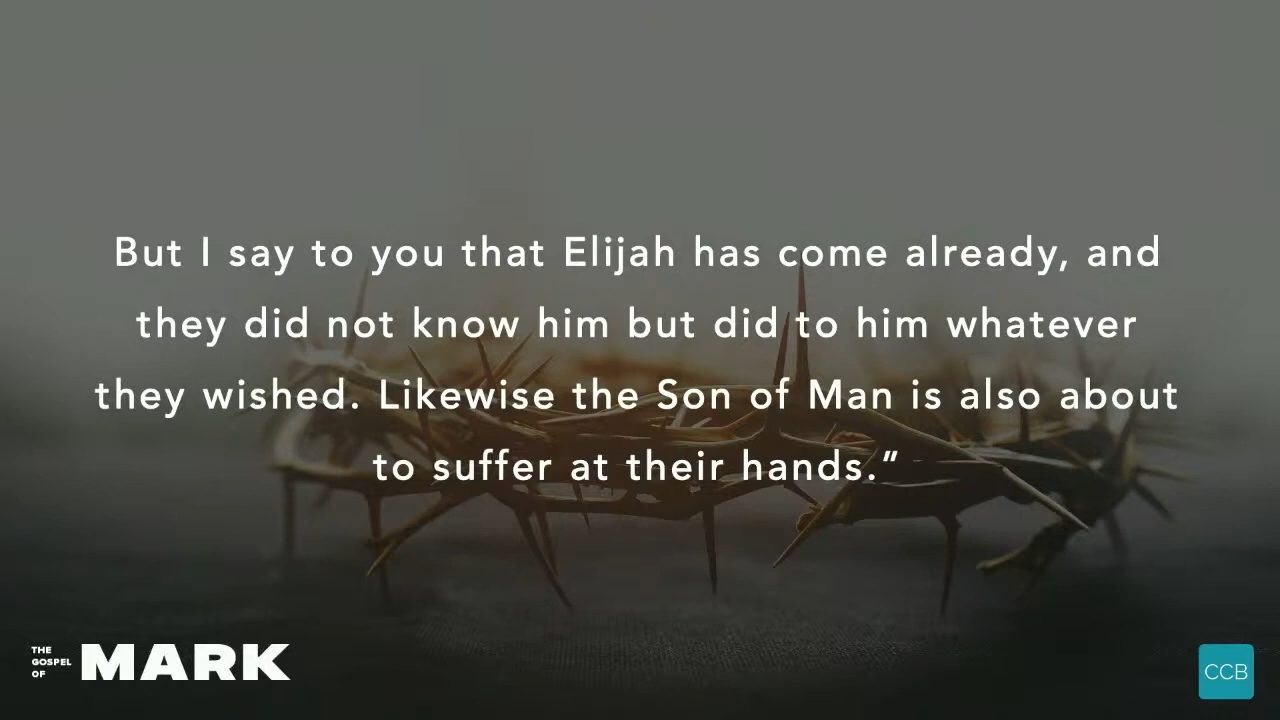 But I say to you that Elijah has come already, and
they did not know him but did to him whatever
they wished. Likewise the Son of Man is also about
to suffer at their hands.”
THE
GOSPEL
OF
MARK
CCB